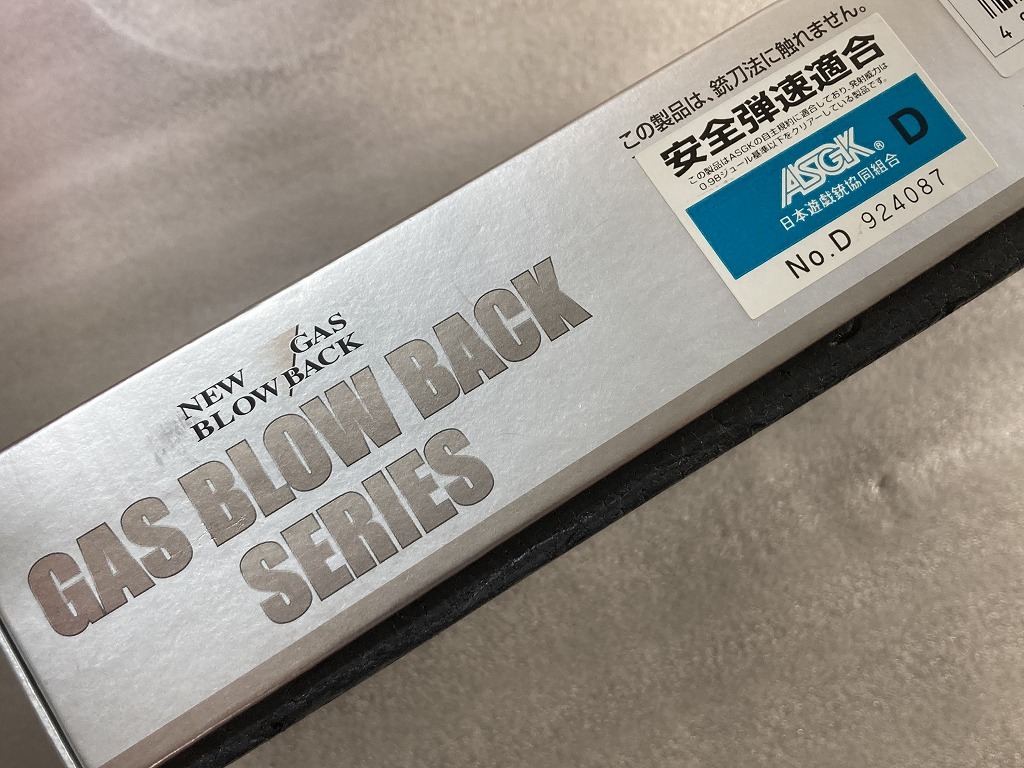 この製品は、銃刀法に触れません。
安全弾速適合
この製品はASGKの自主規約に適合しており、発射威力は
0.98ジュール基準以下をクリアーしている製品です。
ASGK® D
日本遊戯銃協同組合
No.D 924087
4
NEW GAS
BLOW BACK
GAS BLOW BACK
SERIES